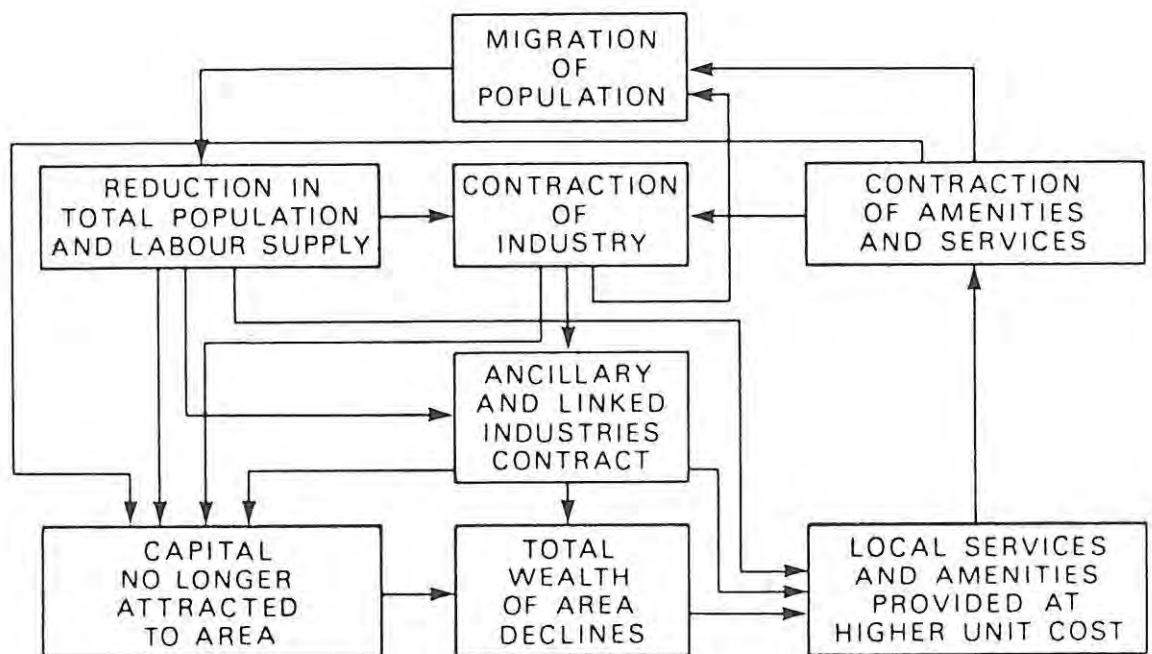 MIGRATION
OF
POPULATION
REDUCTION IN
TOTAL POPULATION
AND LABOUR SUPPLY
CONTRACTION
OF
INDUSTRY
CONTRACTION
OF AMENITIES
AND SERVICES
ANCILLARY
AND LINKED
INDUSTRIES
CONTRACT
CAPITAL
NO LONGER
ATTRACTED
TO AREA
TOTAL
WEALTH
OF AREA
DECLINES
LOCAL SERVICES
AND AMENITIES
PROVIDED AT
HIGHER UNIT COST